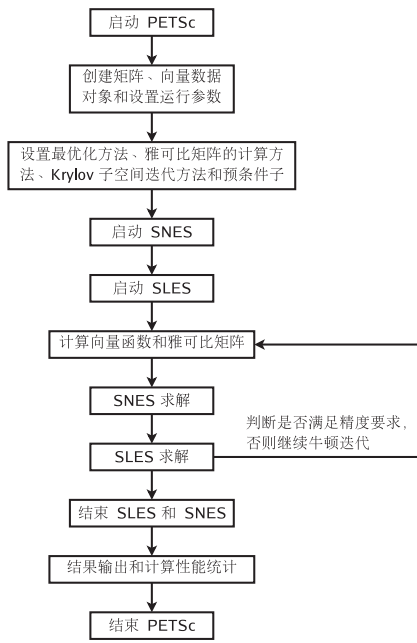 启动 PETSc
创建矩阵、向量数据
对象和设置运行参数
设置最优化方法、雅可比矩阵的计算方
法、Krylov 子空间迭代方法和预条件子
启动 SNES
启动 SLES
计算向量函数和雅可比矩阵
SNES 求解
判断是否满足精度要求,
否则继续牛顿迭代
SLES 求解
结束 SLES 和 SNES
结果输出和计算性能统计
结束 PETSc